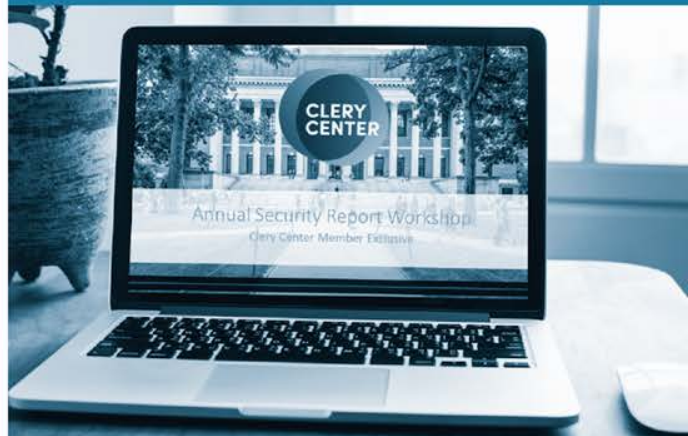 CLERY
CENTER
Annual Security Report Workshop
Clery Center Member Exclusive